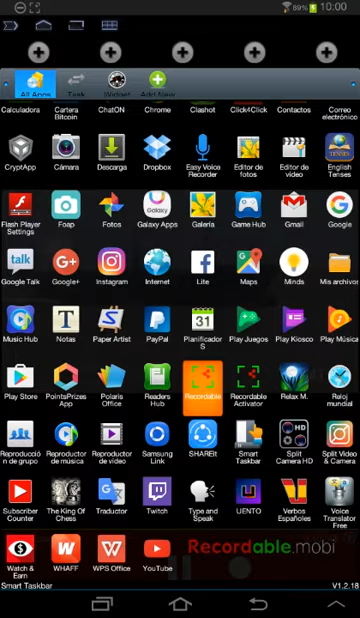 89% 10:00
All Apps Task Widget Add New
Calculadora Cartera Bitcoin ChatON Chrome Clashot Click4Click Contactos Correo electrónico
CryptApp Cámara Descarga Dropbox Easy Voice Recorder Editor de fotos Editor de vídeo English Tenses
Flash Player Settings Foap Fotos Galaxy Apps Galería Game Hub Gmail Google
Google Talk Google+ Instagram Internet Lite Maps Minds Mis archivos
Music Hub Notas Paper Artist PayPal Planificador S Play Juegos Play Kiosco Play Música
Play Store PointsPrizes App Polaris Office Readers Hub Recordable Recordable Activator Relax M. Reloj mundial
Reproducció n de grupo Reproductor de música Reproductor de vídeo Samsung Link SHAREit Smart Taskbar Split Camera HD Split Video & Camera
Subscriber Counter The King Of Chess Traductor Twitch Type and Speak UENTO Verbos Españoles Voice Translator Free
Watch & Earn WHAFF WPS Office YouTube Recordable.mobi
Smart Taskbar V1.2.18